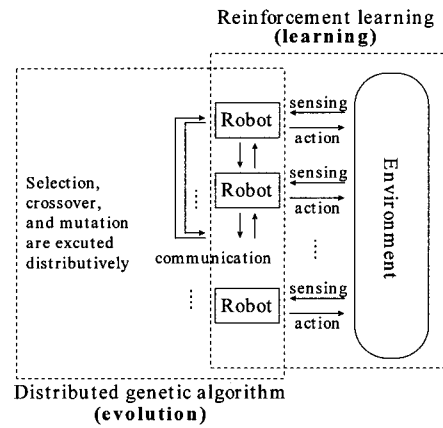 Reinforcement learning
(learning)
Robot
sensing
action
Robot
sensing
action
Selection,
crossover,
and mutation
are excuted
distributively
communication
Robot
sensing
action
Environment
Distributed genetic algorithm
(evolution)